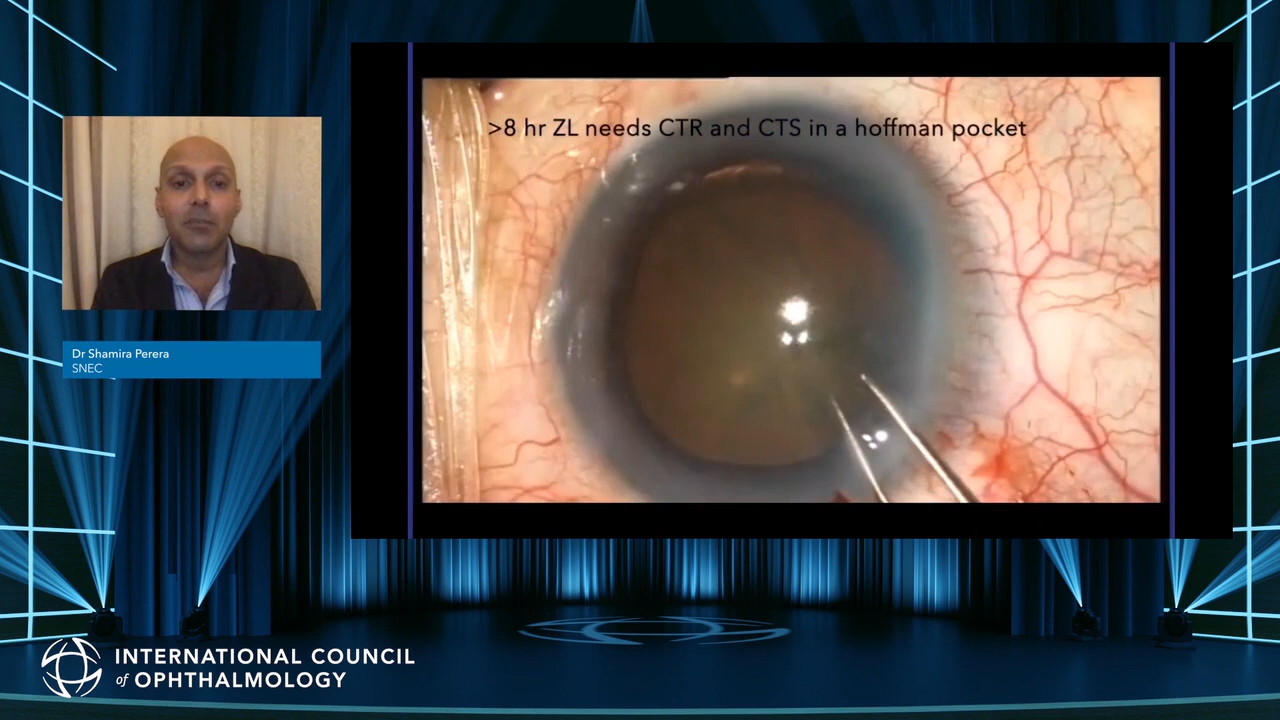 >8 hr ZL needs CTR and CTS in a hoffman pocket
Dr Shamira Perera
SNEC
INTERNATIONAL COUNCIL
of OPHTHALMOLOGY